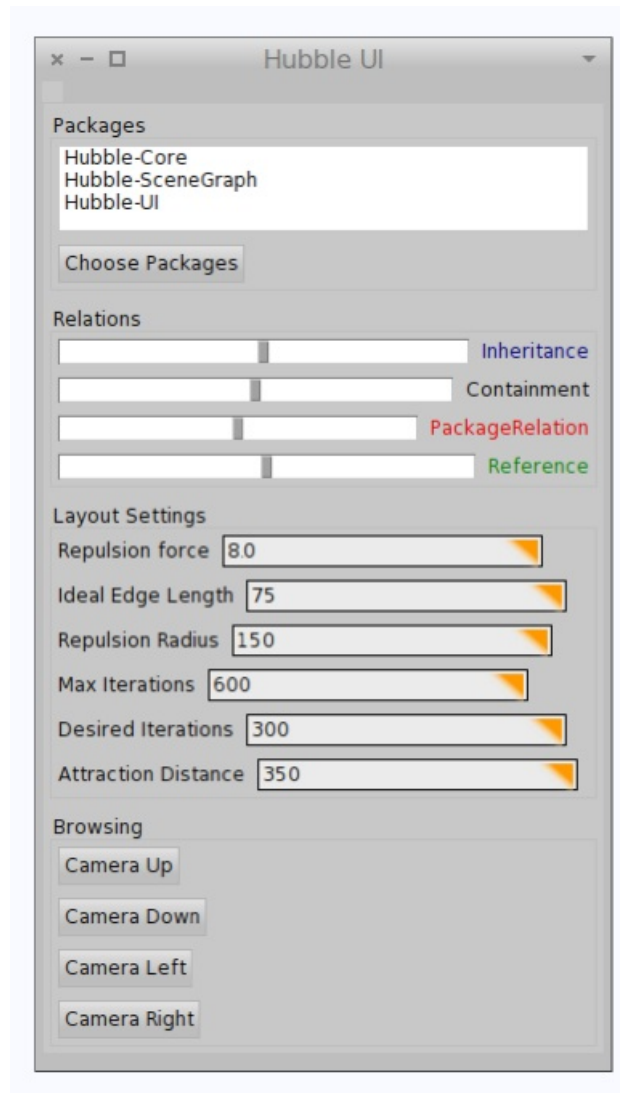 Hubble UI
Packages
Hubble-Core
Hubble-SceneGraph
Hubble-UI
Choose Packages
Relations
Inheritance
Containment
PackageRelation
Reference
Layout Settings
Repulsion force 8.0
Ideal Edge Length 75
Repulsion Radius 150
Max Iterations 600
Desired Iterations 300
Attraction Distance 350
Browsing
Camera Up
Camera Down
Camera Left
Camera Right